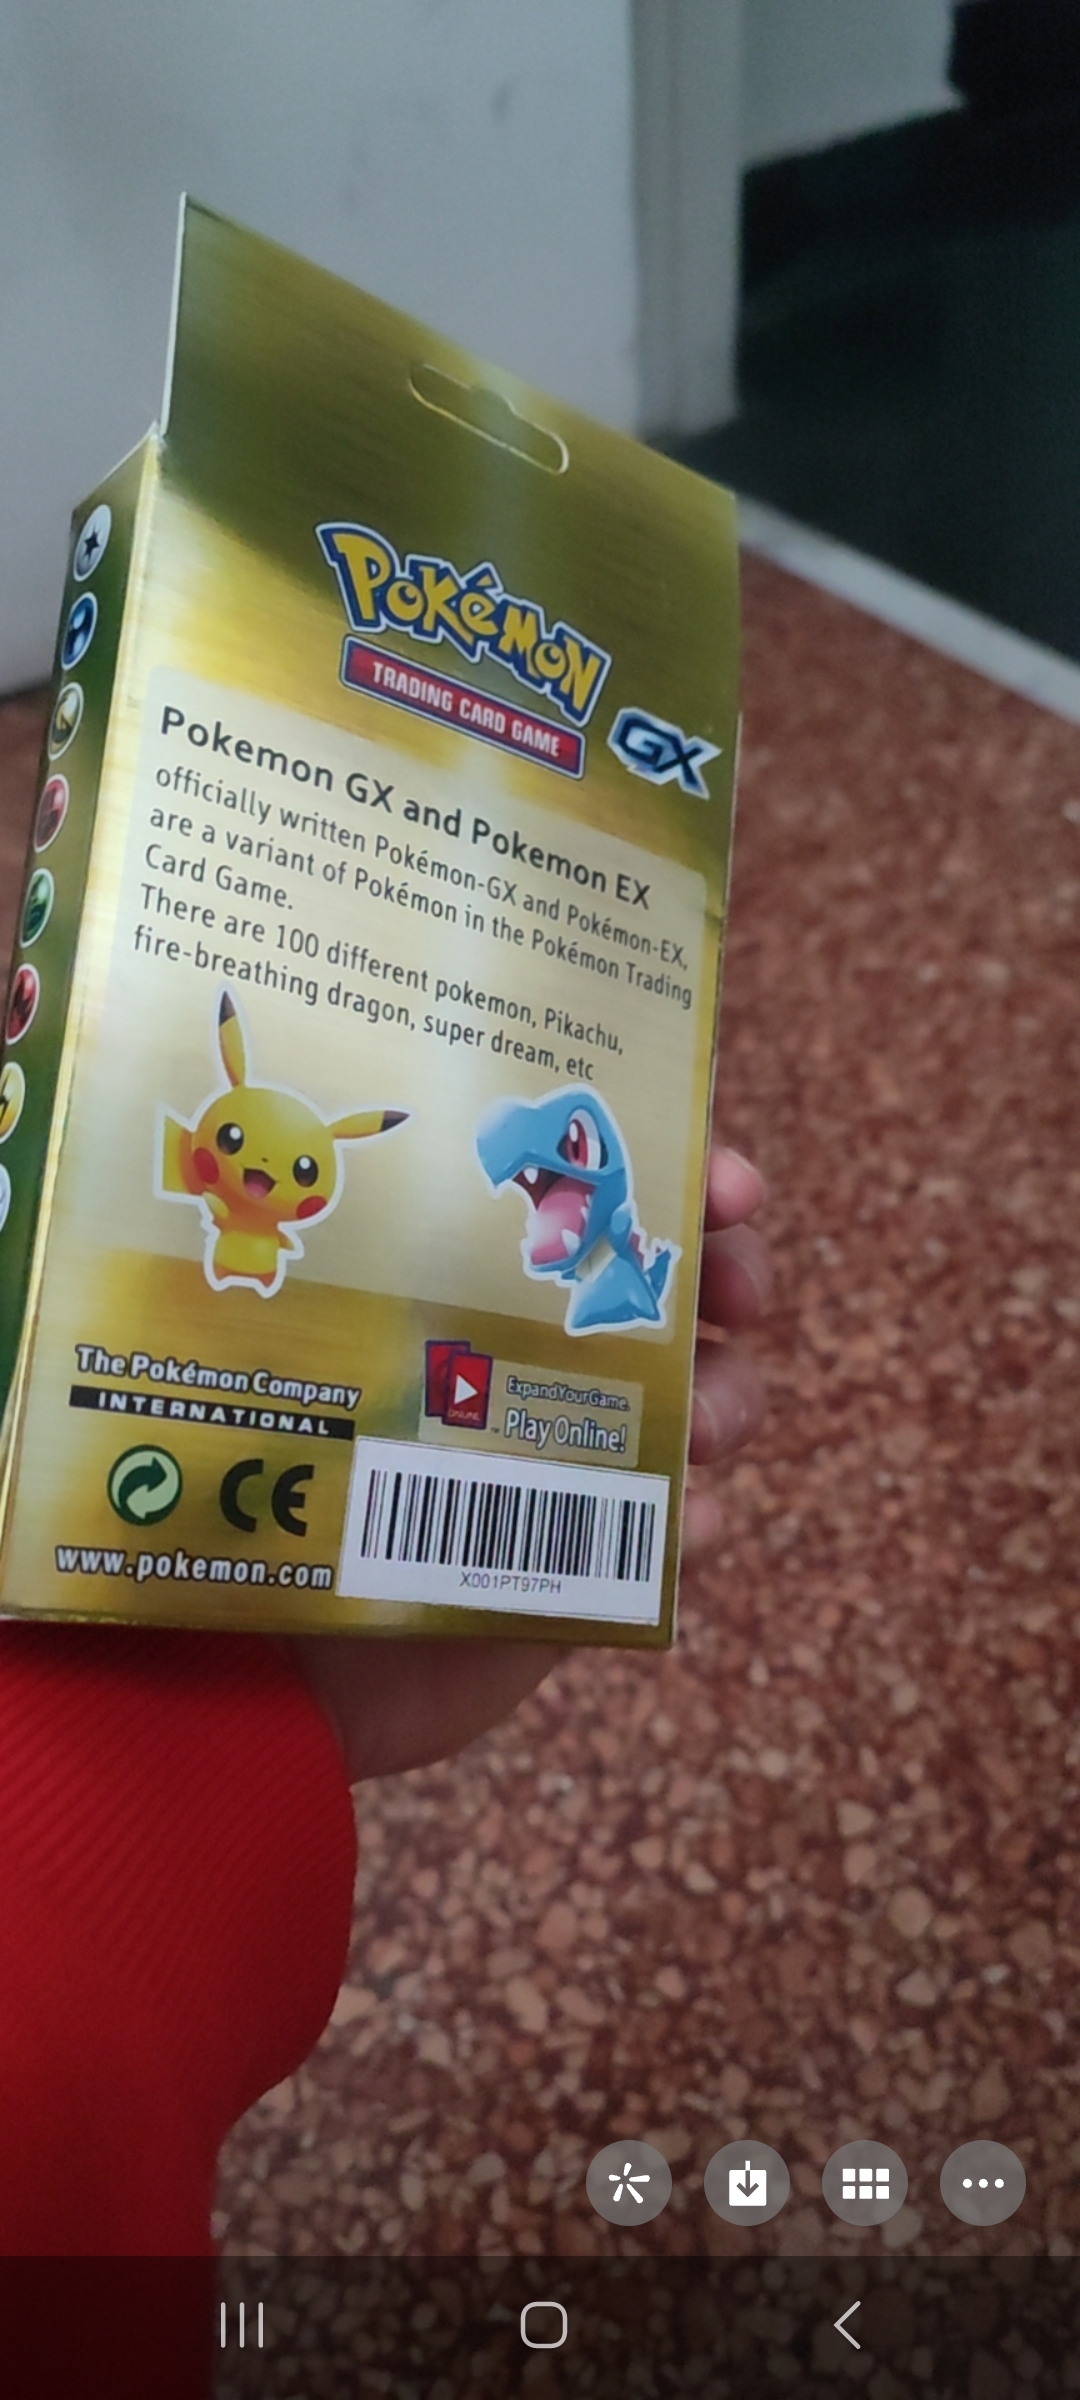 Pokémon
TRADING CARD GAME
GX
Pokemon GX and Pokemon EX
officially written Pokémon-GX and Pokémon-EX,
are a variant of Pokémon in the Pokémon Trading
Card Game.
There are 100 different pokemon, Pikachu,
fire-breathing dragon, super dream, etc
The Pokémon Company
INTERNATIONAL
ONLINE
ExpandYourGame.
Play Online!
CE
www.pokemon.com
X001PT97PH